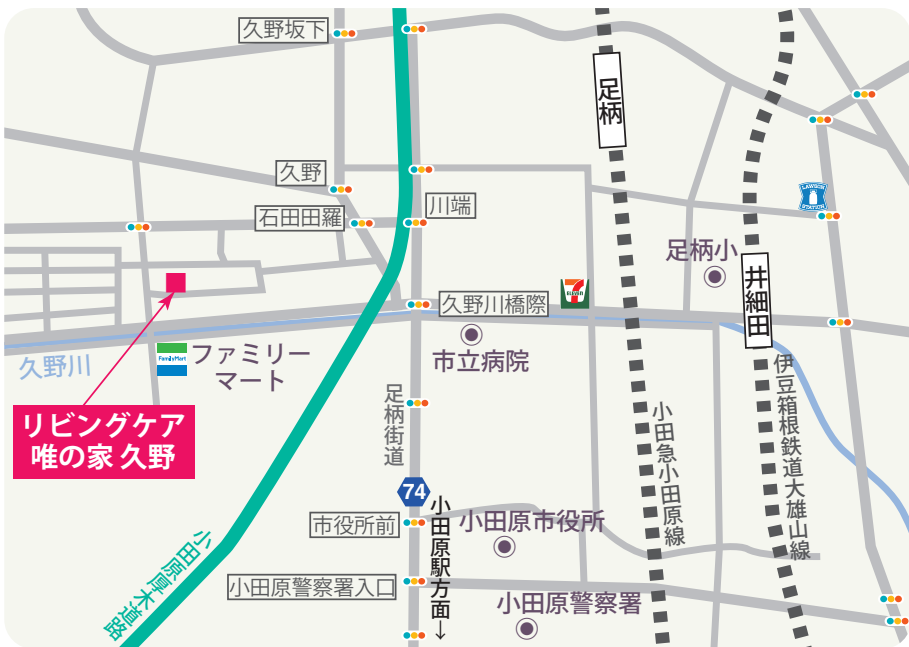 久野坂下
足柄
久野
LAWSON
STATION
石田田羅
川端
足柄小
井細田
7
ELEVEN
久野川橋際
久野川
FamilyMart
ファミリー
マート
市立病院
リビングケア
唯の家 久野
足柄街道
小田急小田原線
伊豆箱根鉄道大雄山線
74
小田原駅方面→
市役所前
小田原市役所
小田原厚木道路
小田原警察署入口
小田原警察署